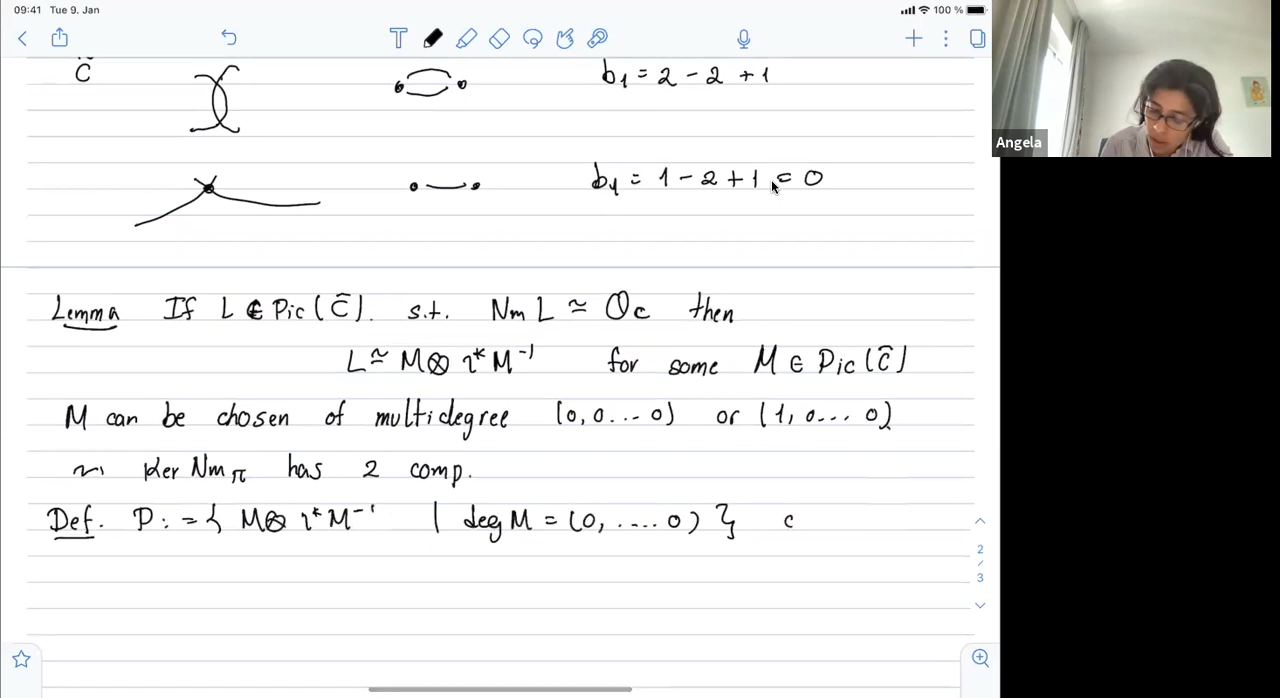 09:41 Tue 9. Jan 100 %
C̃ b₁ = 2 - 2 + 1
b₁ = 1 - 2 + 1 = 0
Angela
Lemma If L ∈ Pic(C̃). s.t. Nm L ≃ O_C then
L ≃ M ⊗ ι* M⁻¹ for some M ∈ Pic(C̃)
M can be chosen of multidegree (0,0...0) or (1,0...0)
⇝ Ker Nm_π has 2 comp.
Def. P := { M ⊗ ι* M⁻¹ | deg M = (0, .... 0) } c
2 / 3